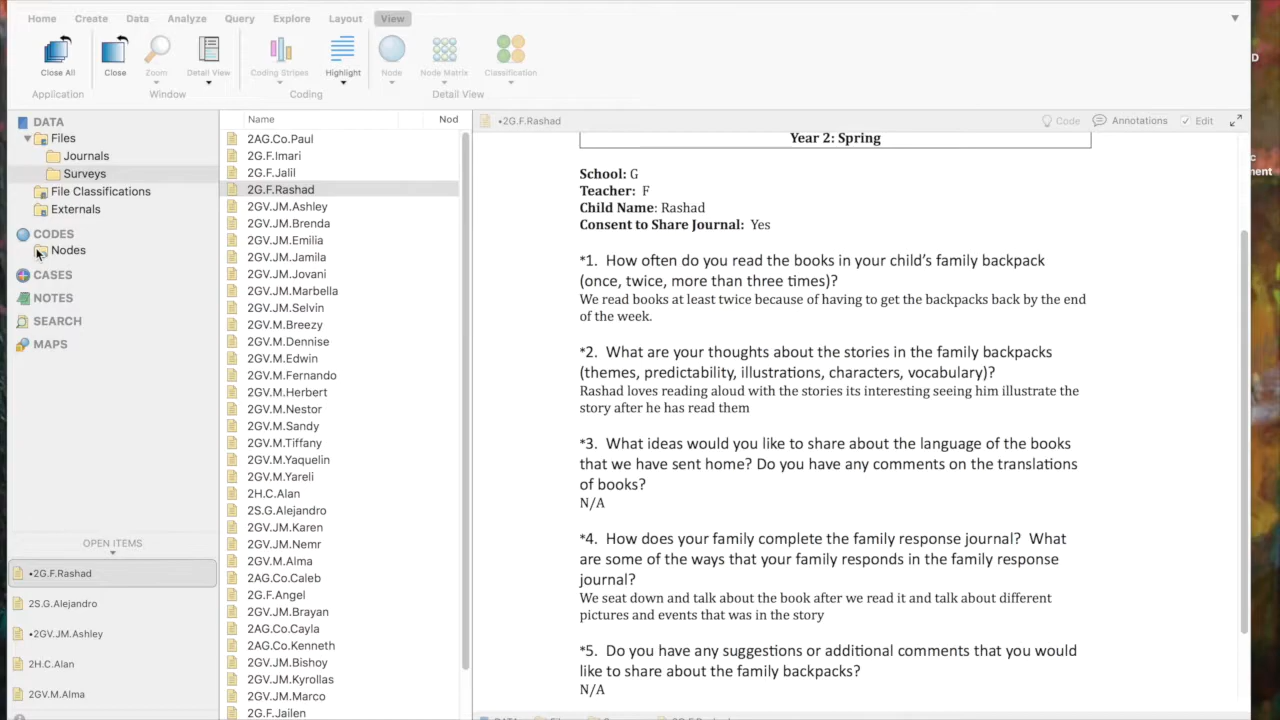 Home Create Data Analyze Query Explore Layout View
Close All Close Zoom Detail View Coding Stripes Highlight Node Node Matrix Classification
Application Window Coding Detail View
DATA
Files
Journals
Surveys
File Classifications
Externals
CODES
Nodes
CASES
NOTES
SEARCH
MAPS
OPEN ITEMS
•2G.F.Rashad
2S.G.Alejandro
•2GV.JM.Ashley
2H.C.Alan
2GV.M.Alma
Name Nod
2AG.Co.Paul
2G.F.Imari
2G.F.Jalil
2G.F.Rashad
2GV.JM.Ashley
2GV.JM.Brenda
2GV.JM.Emilia
2GV.JM.Jamila
2GV.JM.Jovani
2GV.JM.Marbella
2GV.JM.Selvin
2GV.M.Breezy
2GV.M.Dennise
2GV.M.Edwin
2GV.M.Fernando
2GV.M.Herbert
2GV.M.Nestor
2GV.M.Sandy
2GV.M.Tiffany
2GV.M.Yaquelin
2GV.M.Yareli
2H.C.Alan
2S.G.Alejandro
2GV.JM.Karen
2GV.JM.Nemr
2GV.M.Alma
2AG.Co.Caleb
2G.F.Angel
2GV.JM.Brayan
2AG.Co.Cayla
2AG.Co.Kenneth
2GV.JM.Bishoy
2GV.JM.Kyrollas
2GV.JM.Marco
2G.F.Jailen
•2G.F.Rashad Code Annotations Edit
Year 2: Spring
School: G
Teacher: F
Child Name: Rashad
Consent to Share Journal: Yes
*1. How often do you read the books in your child's family backpack
(once, twice, more than three times)?
We read books at least twice because of having to get the backpacks back by the end
of the week.
*2. What are your thoughts about the stories in the family backpacks
(themes, predictability, illustrations, characters, vocabulary)?
Rashad loves reading aloud with the stories its interesting seeing him illustrate the
story after he has read them
*3. What ideas would you like to share about the language of the books
that we have sent home? Do you have any comments on the translations
of books?
N/A
*4. How does your family complete the family response journal? What
are some of the ways that your family responds in the family response
journal?
We seat down and talk about the book after we read it and talk about different
pictures and events that was in the story
*5. Do you have any suggestions or additional comments that you would
like to share about the family backpacks?
N/A